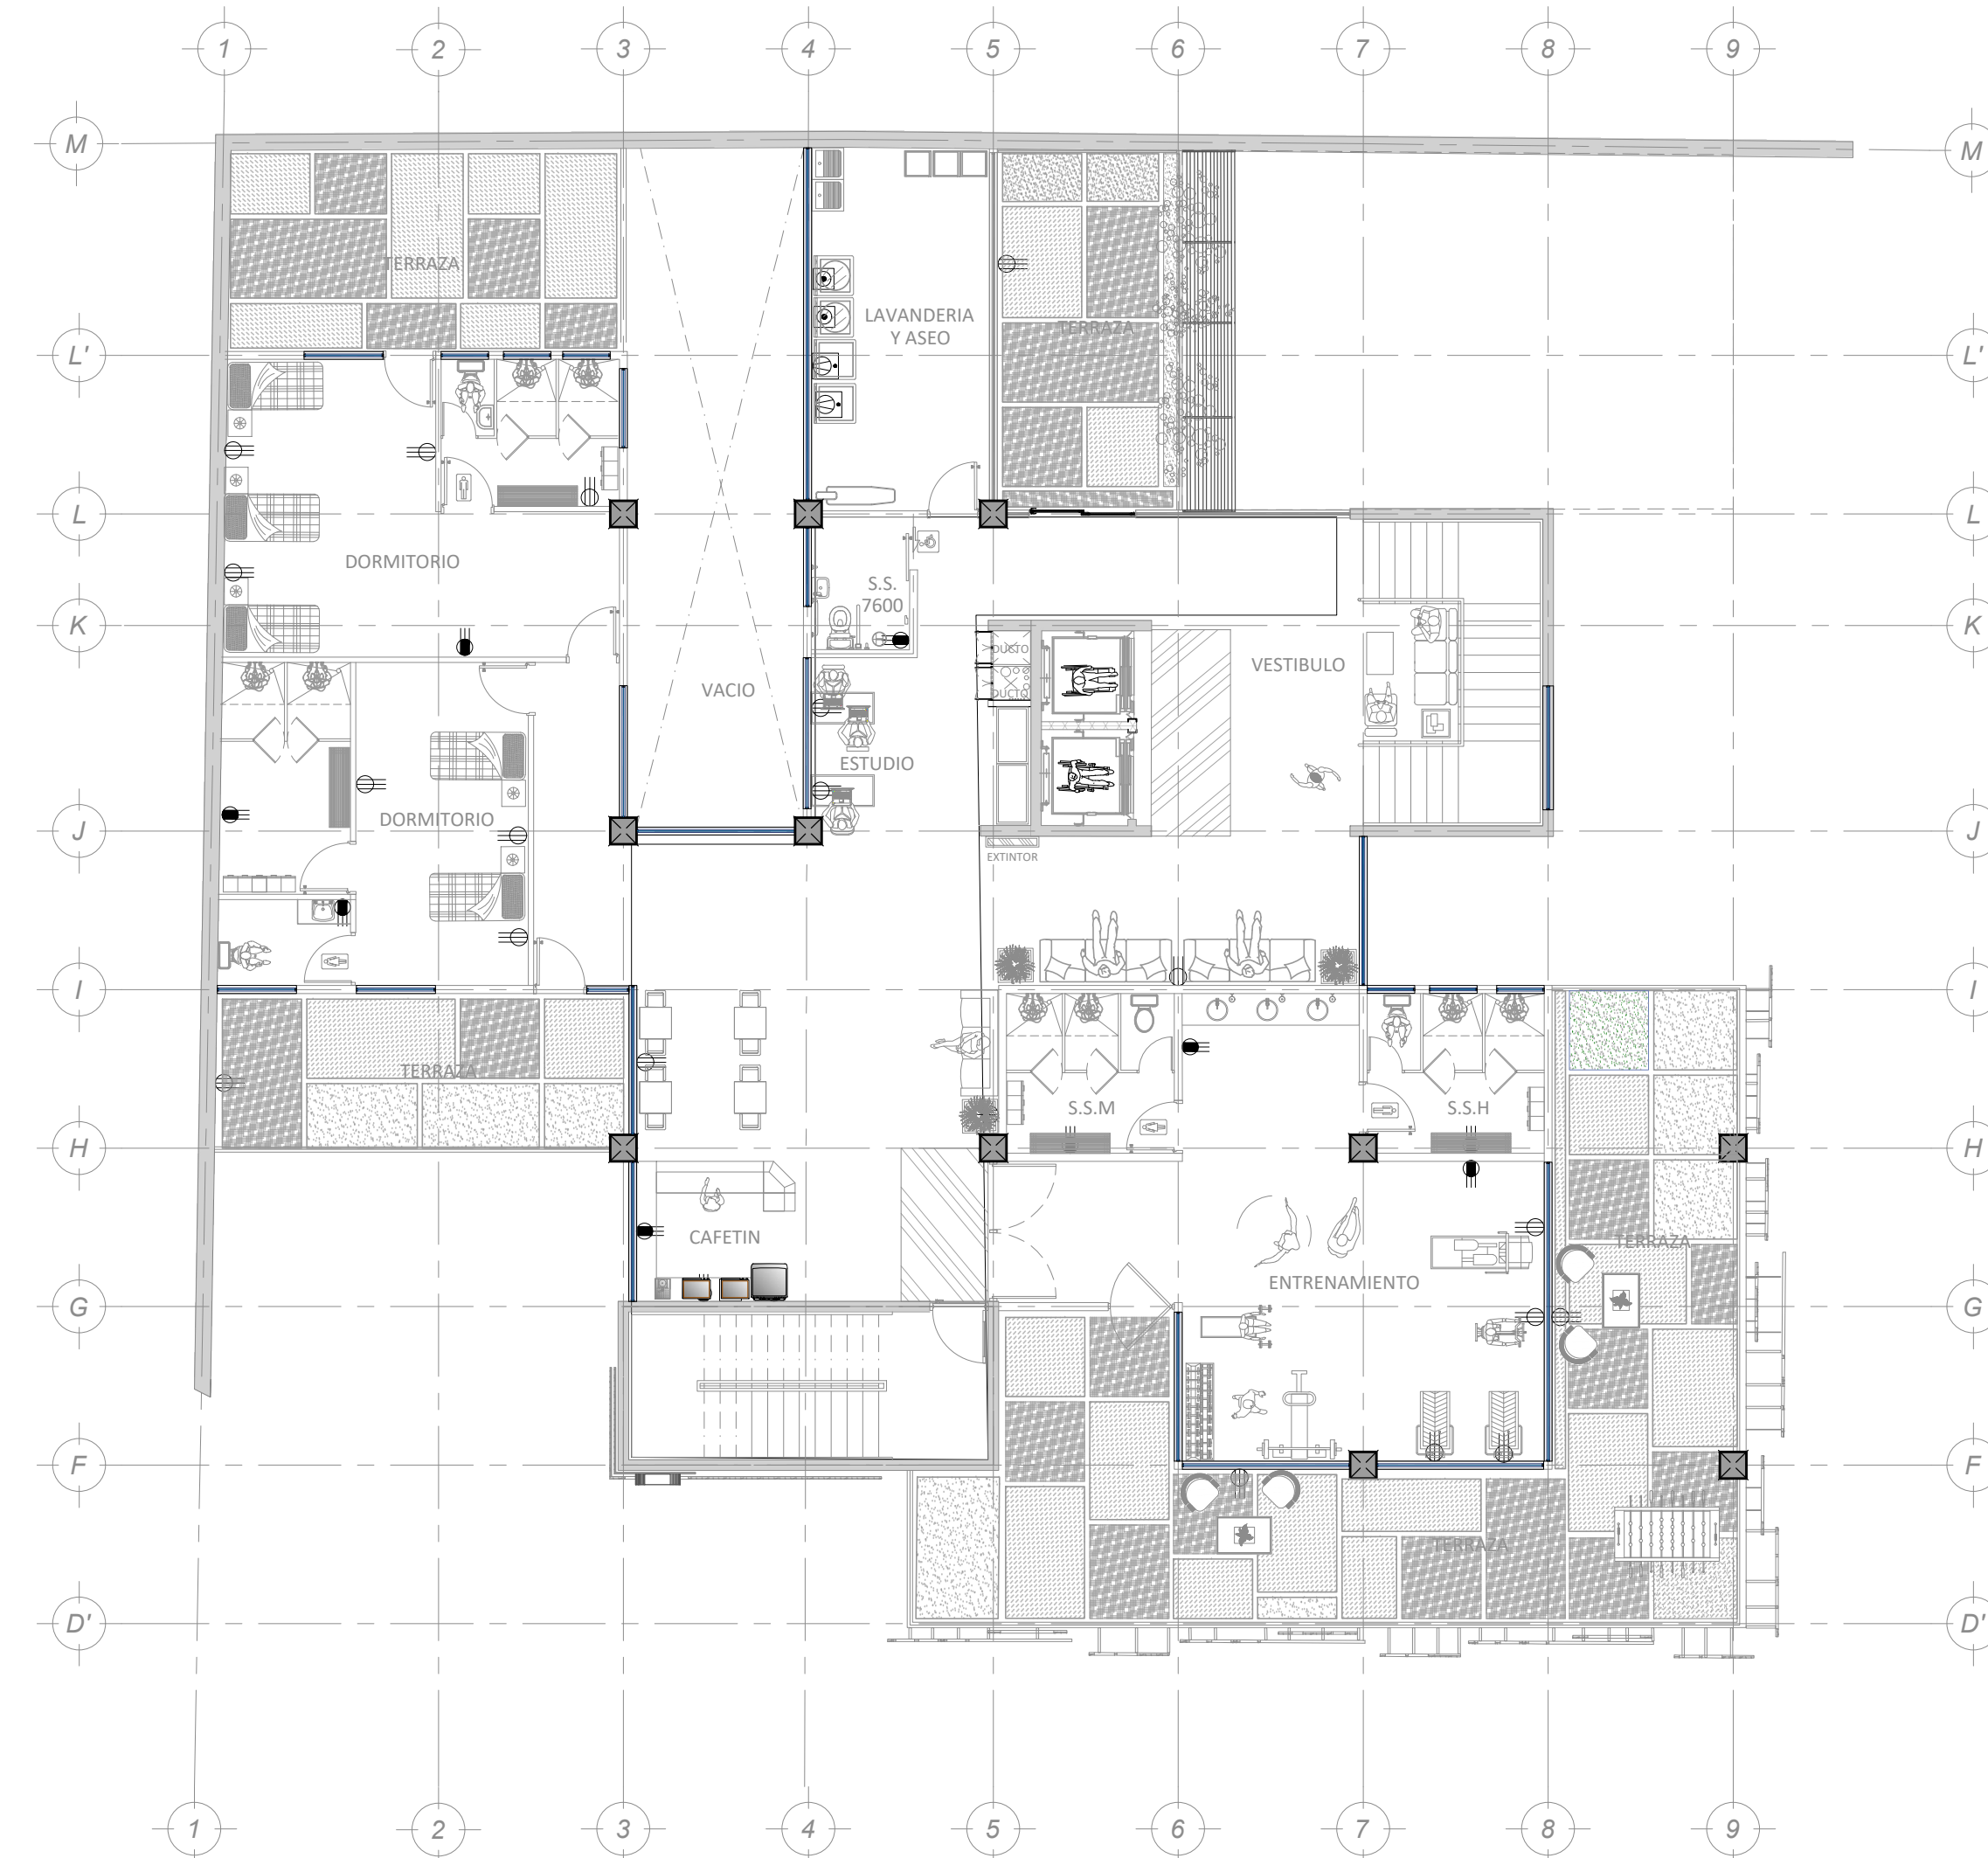 1 2 3 4 5 6 7 8 9
M M
TERRAZA
LAVANDERIA
Y ASEO
TERRAZA
L' L'
L L
DORMITORIO
S.S.
7600
K K
DUCTO
VESTIBULO
VACIO
DUCTO
ESTUDIO
DORMITORIO
J J
EXTINTOR
I I
TERRAZA
S.S.M
S.S.H
H H
CAFETIN
TERRAZA
ENTRENAMIENTO
G G
F F
TERRAZA
D' D'
1 2 3 4 5 6 7 8 9